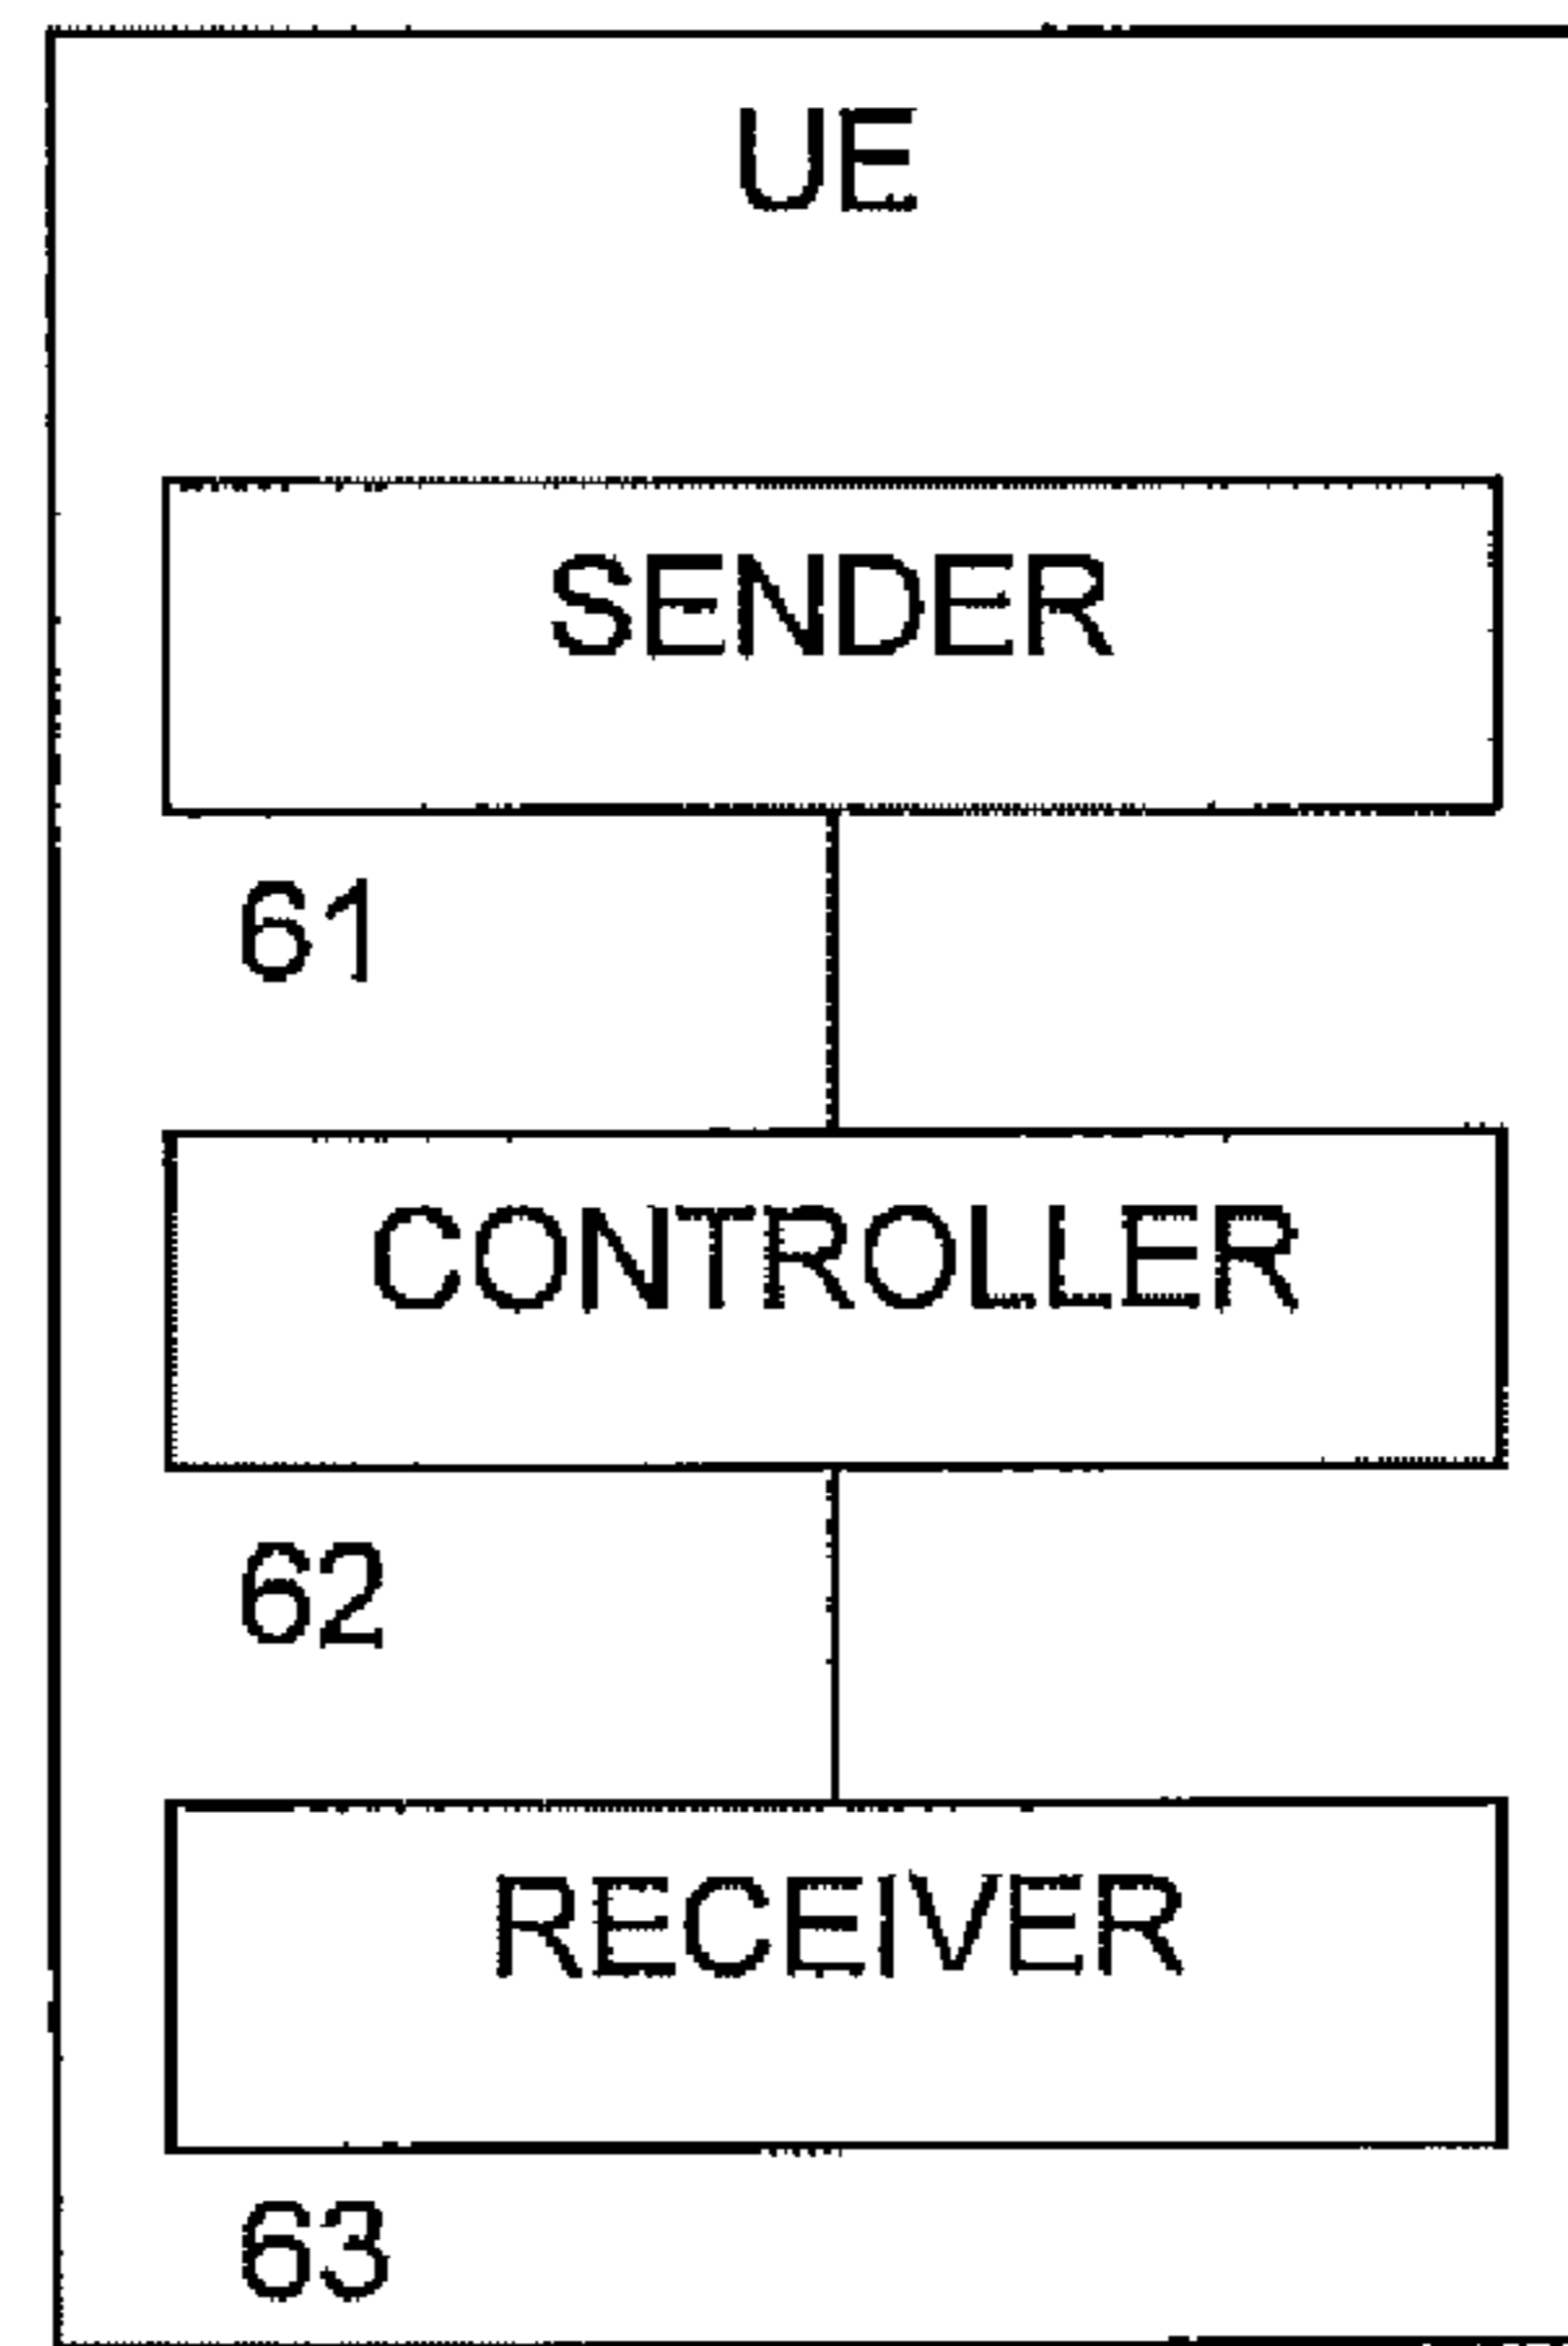 UE
SENDER
61
CONTROLLER
62
RECEIVER
63